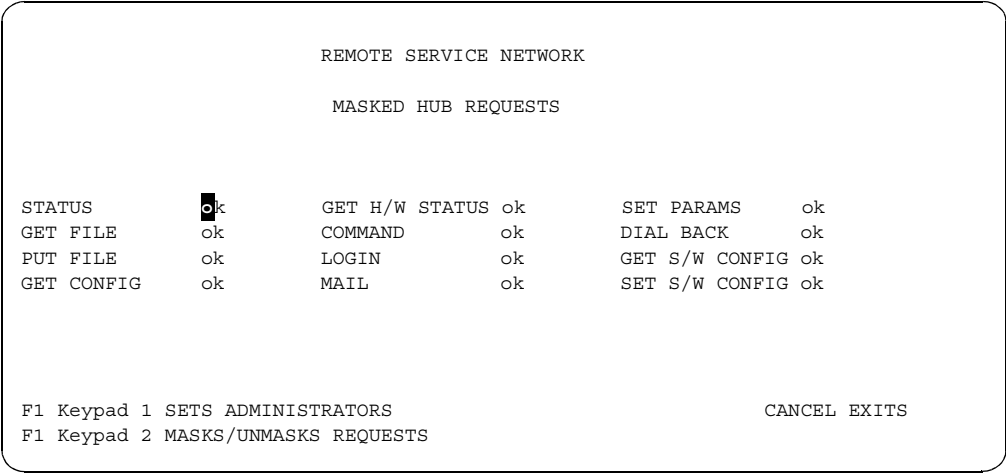 REMOTE SERVICE NETWORK
MASKED HUB REQUESTS
STATUS ok GET H/W STATUS ok SET PARAMS ok
GET FILE ok COMMAND ok DIAL BACK ok
PUT FILE ok LOGIN ok GET S/W CONFIG ok
GET CONFIG ok MAIL ok SET S/W CONFIG ok
F1 Keypad 1 SETS ADMINISTRATORS CANCEL EXITS
F1 Keypad 2 MASKS/UNMASKS REQUESTS